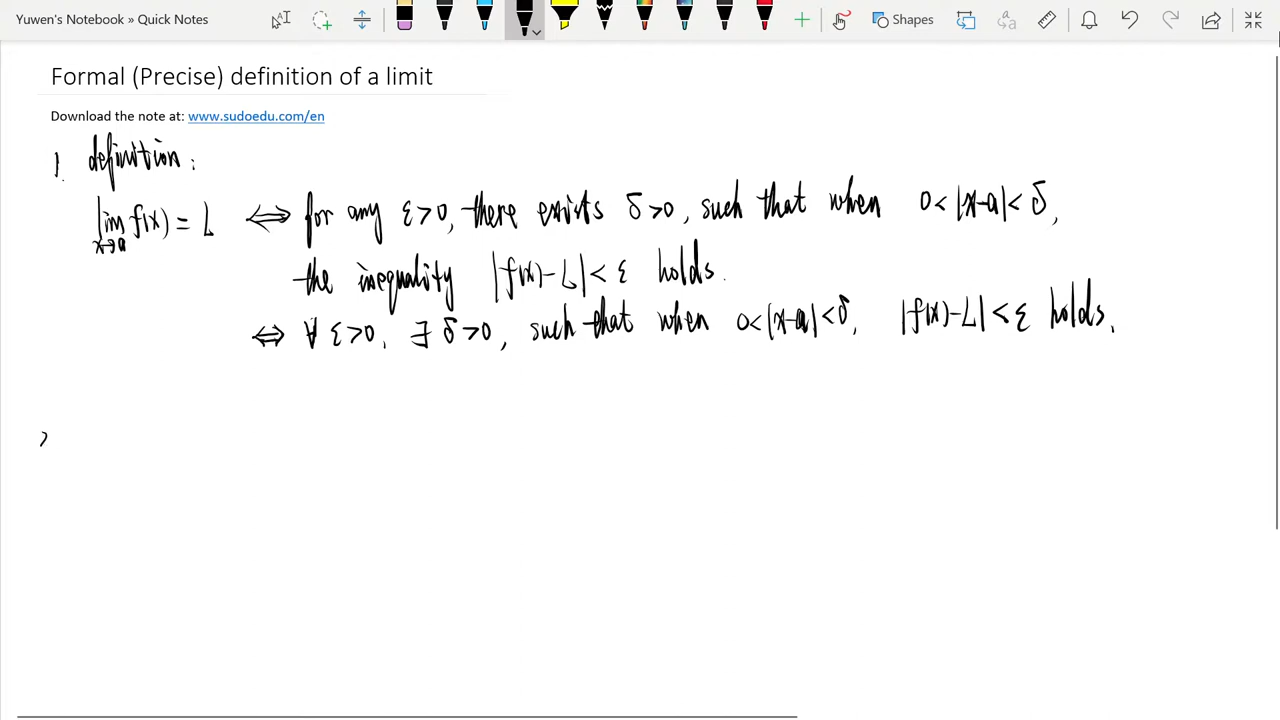 Yuwen's Notebook » Quick Notes
Shapes
Formal (Precise) definition of a limit
Download the note at: www.sudoedu.com/en
1. definition:
lim f(x) = L ⟺ for any ε>0, there exists δ>0, such that when 0<|x-a|<δ,
x→a
the inequality |f(x)-L|<ε holds.
⟺ ∀ ε>0, ∃ δ>0, such that when 0<|x-a|<δ, |f(x)-L|<ε holds.